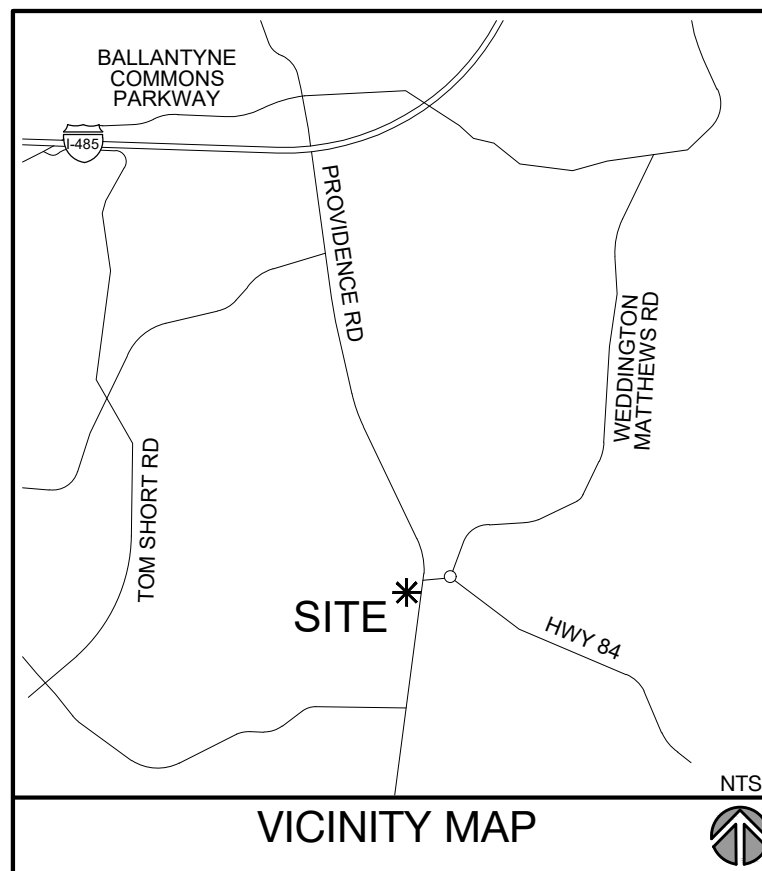 BALLANTYNE
COMMONS
PARKWAY
I-485
PROVIDENCE RD
WEDDINGTON
MATTHEWS RD
TOM SHORT RD
SITE
HWY 84
NTS
VICINITY MAP